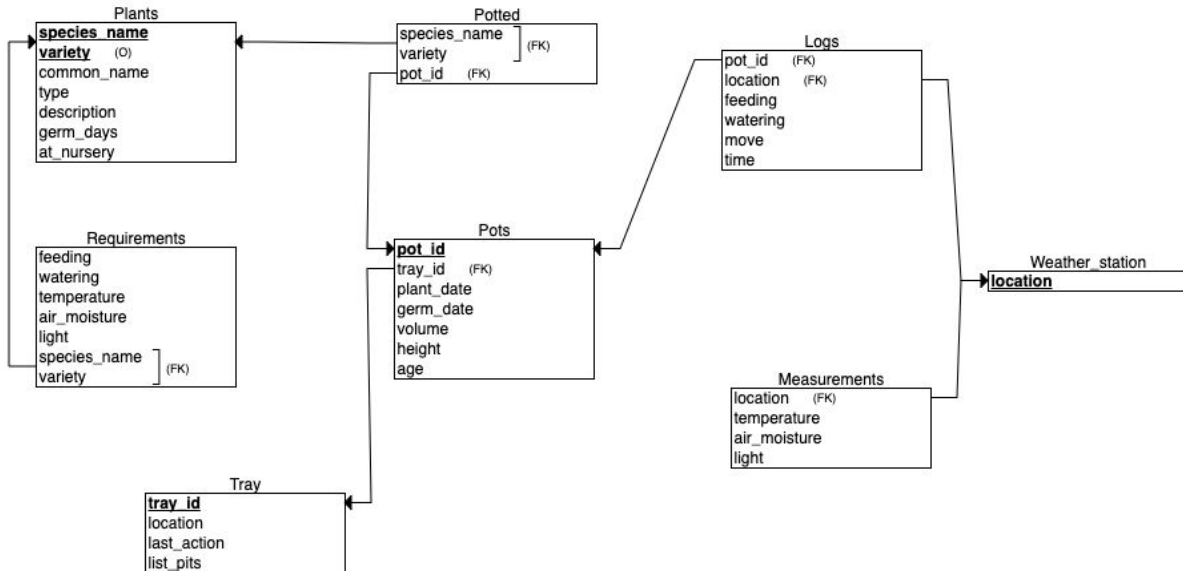 Plants
species_name
variety (O)
common_name
type
description
germ_days
at_nursery
Potted
species_name
variety
(FK)
pot_id (FK)
Logs
pot_id (FK)
location (FK)
feeding
watering
move
time
Requirements
feeding
watering
temperature
air_moisture
light
species_name
variety
(FK)
Pots
pot_id
tray_id (FK)
plant_date
germ_date
volume
height
age
Weather_station
location
Measurements
location (FK)
temperature
air_moisture
light
Tray
tray_id
location
last_action
list_pits